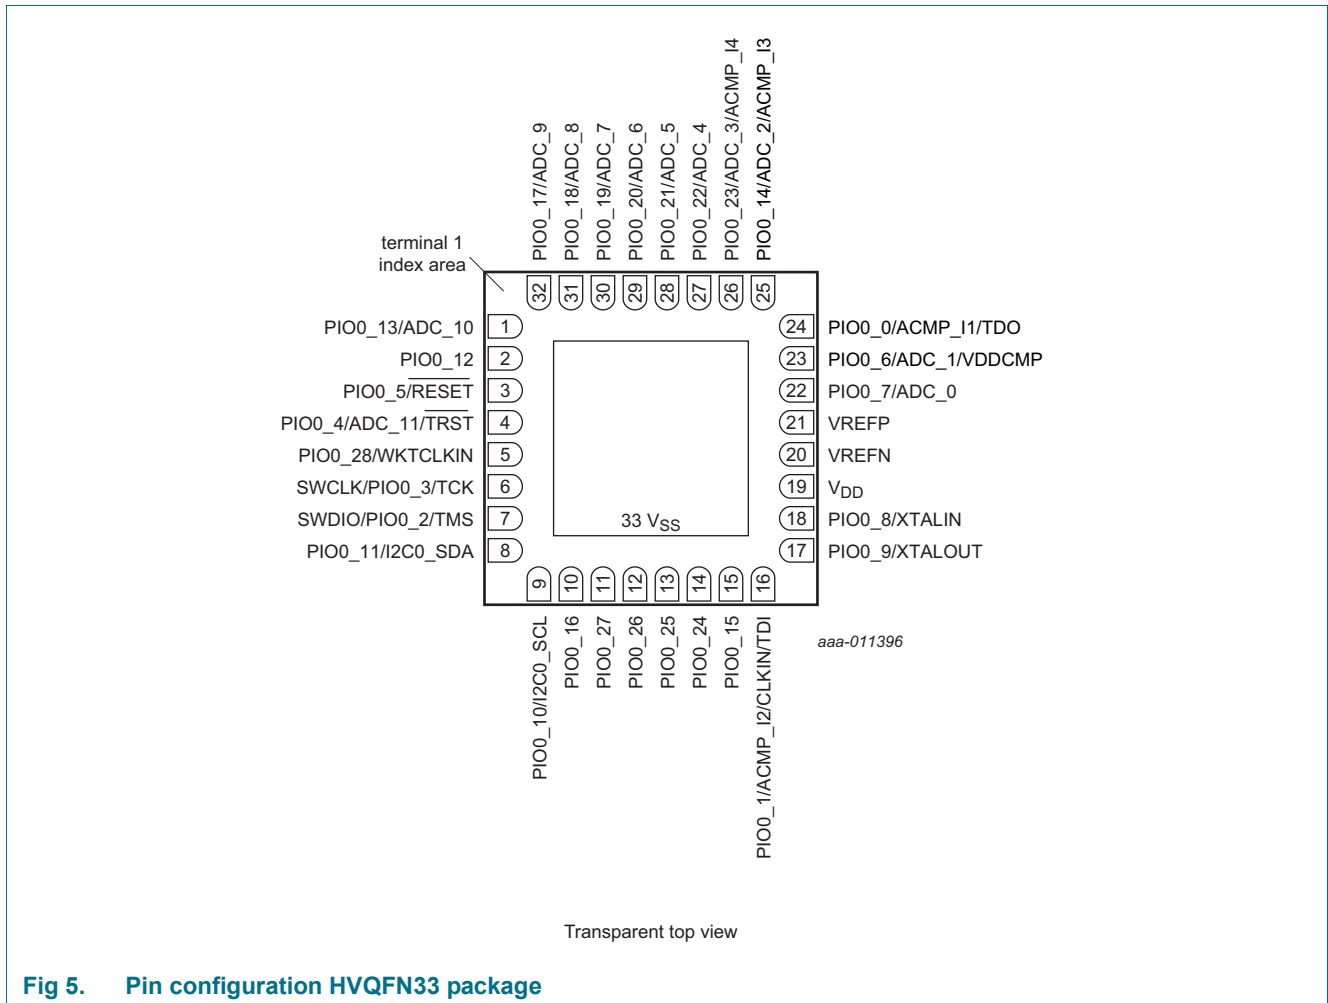 PIO0_17/ADC_9
PIO0_18/ADC_8
PIO0_19/ADC_7
PIO0_20/ADC_6
PIO0_21/ADC_5
PIO0_22/ADC_4
PIO0_23/ADC_3/ACMP_I4
PIO0_14/ADC_2/ACMP_I3
terminal 1
index area
32
31
30
29
28
27
26
25
PIO0_13/ADC_10 1
PIO0_12 2
PIO0_5/RESET 3
PIO0_4/ADC_11/TRST 4
PIO0_28/WKTCLKIN 5
SWCLK/PIO0_3/TCK 6
SWDIO/PIO0_2/TMS 7
PIO0_11/I2C0_SDA 8
24 PIO0_0/ACMP_I1/TDO
23 PIO0_6/ADC_1/VDDCMP
22 PIO0_7/ADC_0
21 VREFP
20 VREFN
19 VDD
18 PIO0_8/XTALIN
17 PIO0_9/XTALOUT
33 VSS
9
10
11
12
13
14
15
16
PIO0_10/I2C0_SCL
PIO0_16
PIO0_27
PIO0_26
PIO0_25
PIO0_24
PIO0_15
PIO0_1/ACMP_I2/CLKIN/TDI
aaa-011396
Transparent top view
Fig 5. Pin configuration HVQFN33 package